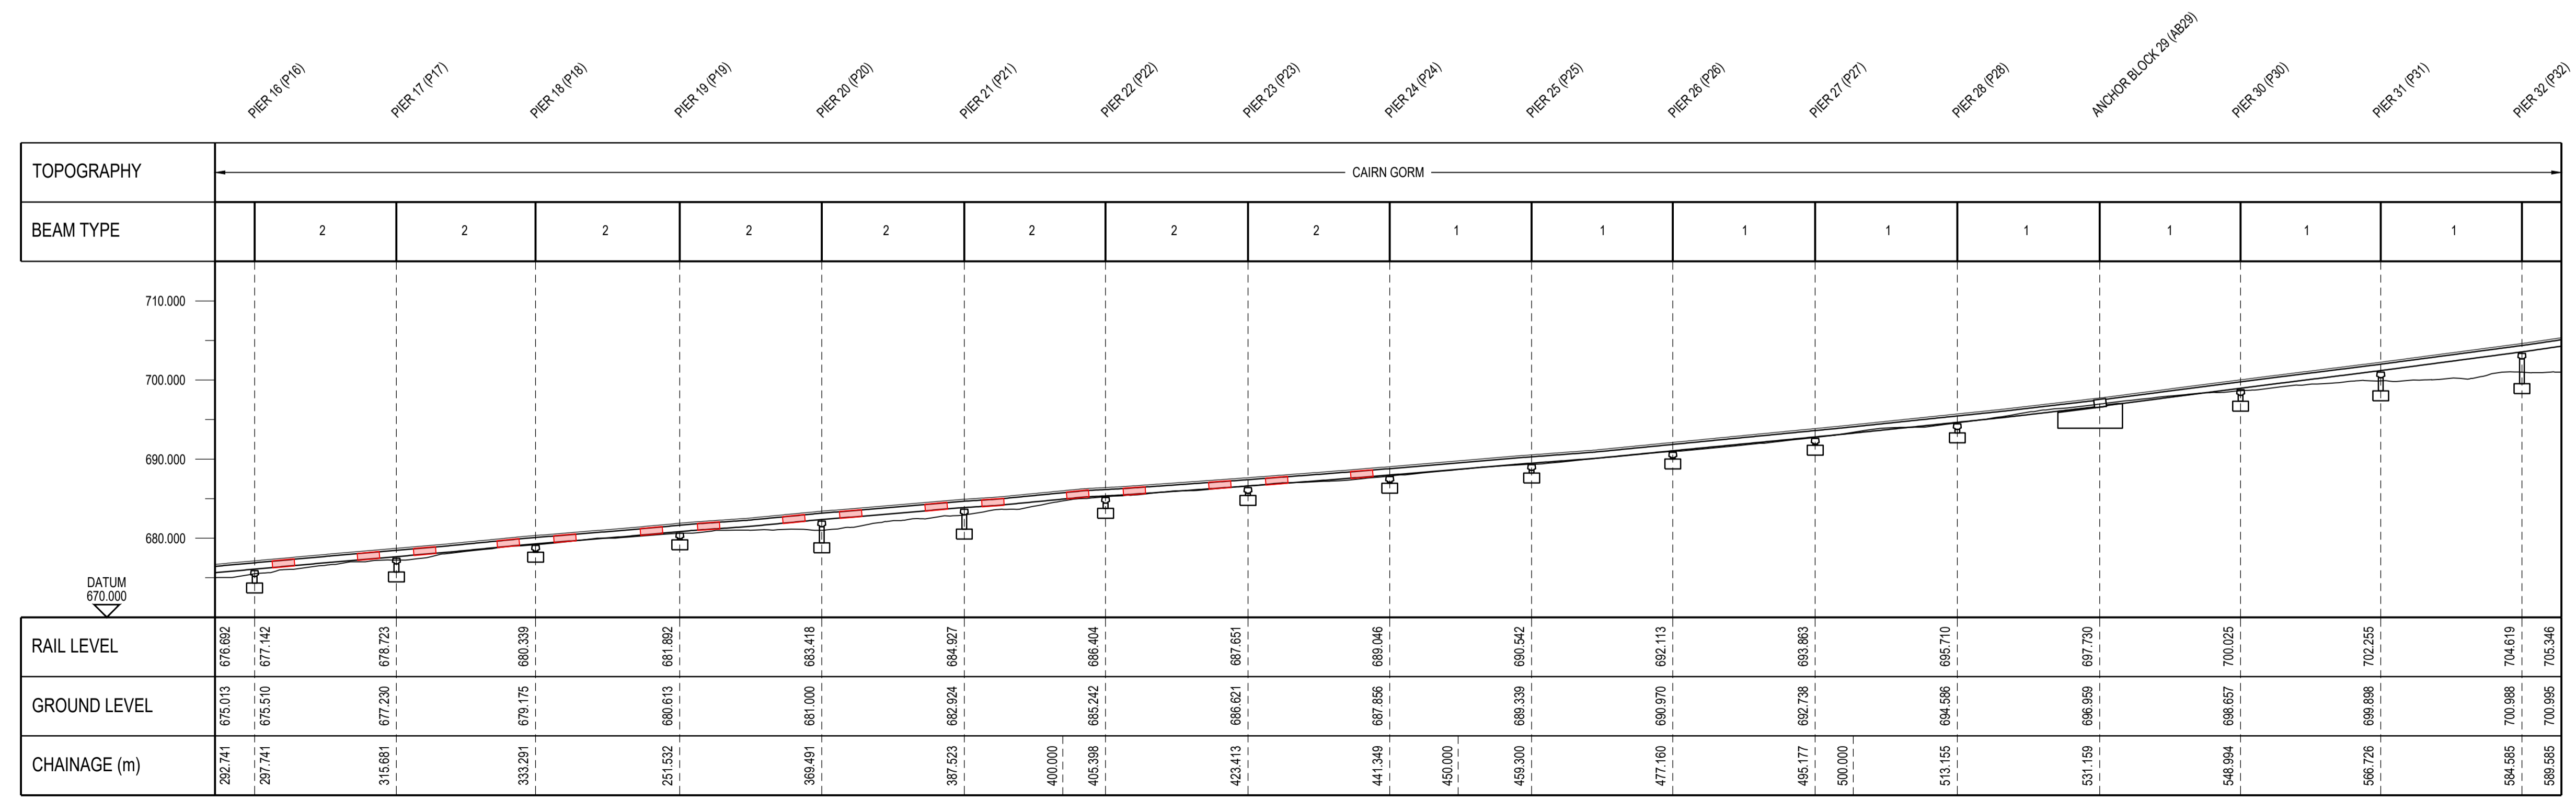 PIER 16 (P16)
PIER 17 (P17)
PIER 18 (P18)
PIER 19 (P19)
PIER 20 (P20)
PIER 21 (P21)
PIER 22 (P22)
PIER 23 (P23)
PIER 24 (P24)
PIER 25 (P25)
PIER 26 (P26)
PIER 27 (P27)
PIER 28 (P28)
ANCHOR BLOCK 29 (AB29)
PIER 30 (P30)
PIER 31 (P31)
PIER 32 (P32)
TOPOGRAPHY
CAIRN GORM
BEAM TYPE
2 2 2 2 2 2 2 2 1 1 1 1 1 1 1 1
710.000
700.000
690.000
680.000
DATUM
670.000
RAIL LEVEL
676.692
677.142
678.723
680.339
681.892
683.418
684.927
686.404
687.651
689.046
690.542
692.113
693.863
695.710
697.730
700.025
702.255
704.619
705.346
GROUND LEVEL
675.013
675.510
677.230
679.175
680.613
681.000
682.924
685.242
686.621
687.856
689.339
690.970
692.738
694.586
696.959
698.657
699.898
700.988
700.995
CHAINAGE (m)
292.741
297.741
315.681
333.291
251.532
369.491
387.523
400.000
405.398
423.413
441.349
450.000
459.300
477.160
495.177
500.000
513.155
531.159
548.994
566.726
584.585
589.585